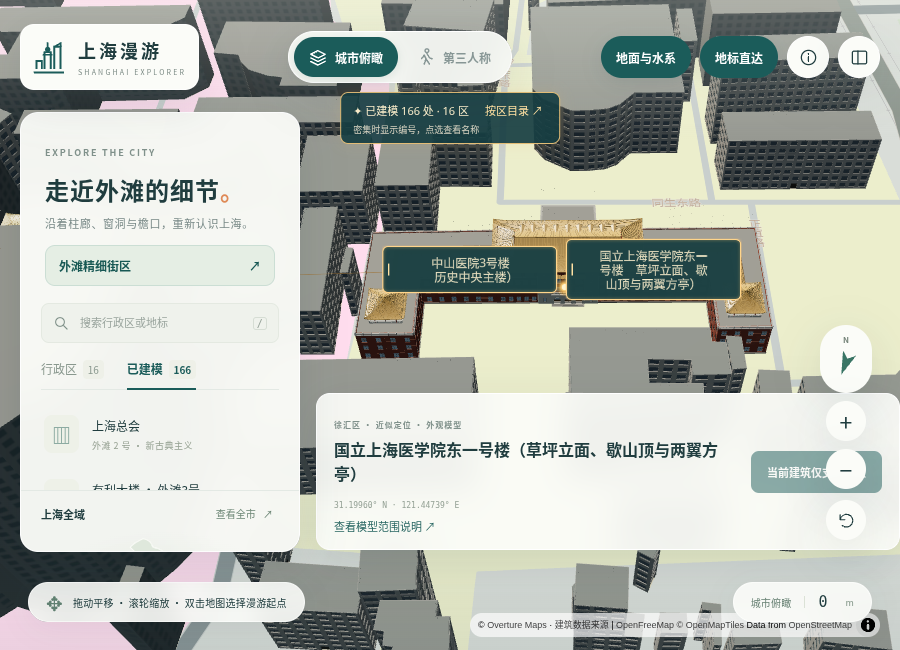 上海漫游
SHANGHAI EXPLORER
城市俯瞰
第三人称
地面与水系
地标直达
✦ 已建模 166 处 · 16 区 按区目录 ↗
密集时显示编号，点选查看名称
EXPLORE THE CITY
走近外滩的细节。
沿着柱廊、窗洞与檐口，重新认识上海。
外滩精细街区 ↗
搜索行政区或地标 /
行政区 16
已建模 166
上海总会
外滩 2 号 · 新古典主义
有利大楼 · 外滩3号
上海全域
查看全市 ↗
同生东路
中山医院3号楼
历史中央主楼）
国立上海医学院东一
号楼 草坪立面、歇
山顶与两翼方亭）
N
徐汇区 · 近似定位 · 外观模型
国立上海医学院东一号楼（草坪立面、歇山顶与两翼方
亭）
31.19960° N · 121.44739° E
查看模型范围说明 ↗
当前建筑仅
+
−
拖动平移 · 滚轮缩放 · 双击地图选择漫游起点
城市俯瞰 0 m
© Overture Maps · 建筑数据来源 | OpenFreeMap © OpenMapTiles Data from OpenStreetMap